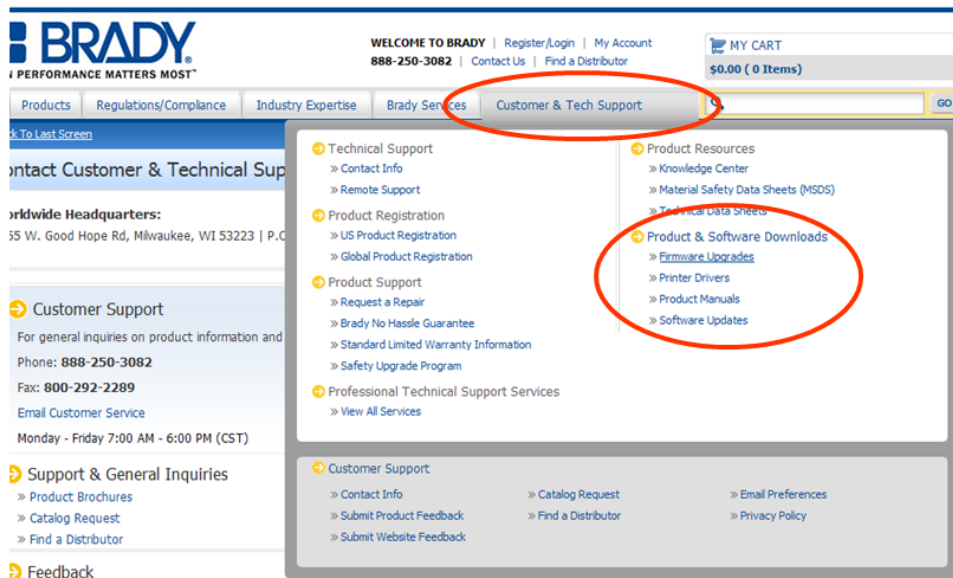 BRADY
PERFORMANCE MATTERS MOST™
WELCOME TO BRADY | Register/Login | My Account
888-250-3082 | Contact Us | Find a Distributor
MY CART
$0.00 ( 0 Items)
Products
Regulations/Compliance
Industry Expertise
Brady Services
Customer & Tech Support
GO
To Last Screen
Customer & Technical Sup
Headquarters:
W. Good Hope Rd, Milwaukee, WI 53223 | P.O
Customer Support
For general inquiries on product information and
Phone: 888-250-3082
Fax: 800-292-2289
Email Customer Service
Monday - Friday 7:00 AM - 6:00 PM (CST)
Support & General Inquiries
» Product Brochures
» Catalog Request
» Find a Distributor
Feedback
Technical Support
» Contact Info
» Remote Support
Product Registration
» US Product Registration
» Global Product Registration
Product Support
» Request a Repair
» Brady No Hassle Guarantee
» Standard Limited Warranty Information
» Safety Upgrade Program
Professional Technical Support Services
» View All Services
Product Resources
» Knowledge Center
» Material Safety Data Sheets (MSDS)
» Technical Data Sheets
Product & Software Downloads
» Firmware Upgrades
» Printer Drivers
» Product Manuals
» Software Updates
Customer Support
» Contact Info
» Submit Product Feedback
» Submit Website Feedback
» Catalog Request
» Find a Distributor
» Email Preferences
» Privacy Policy